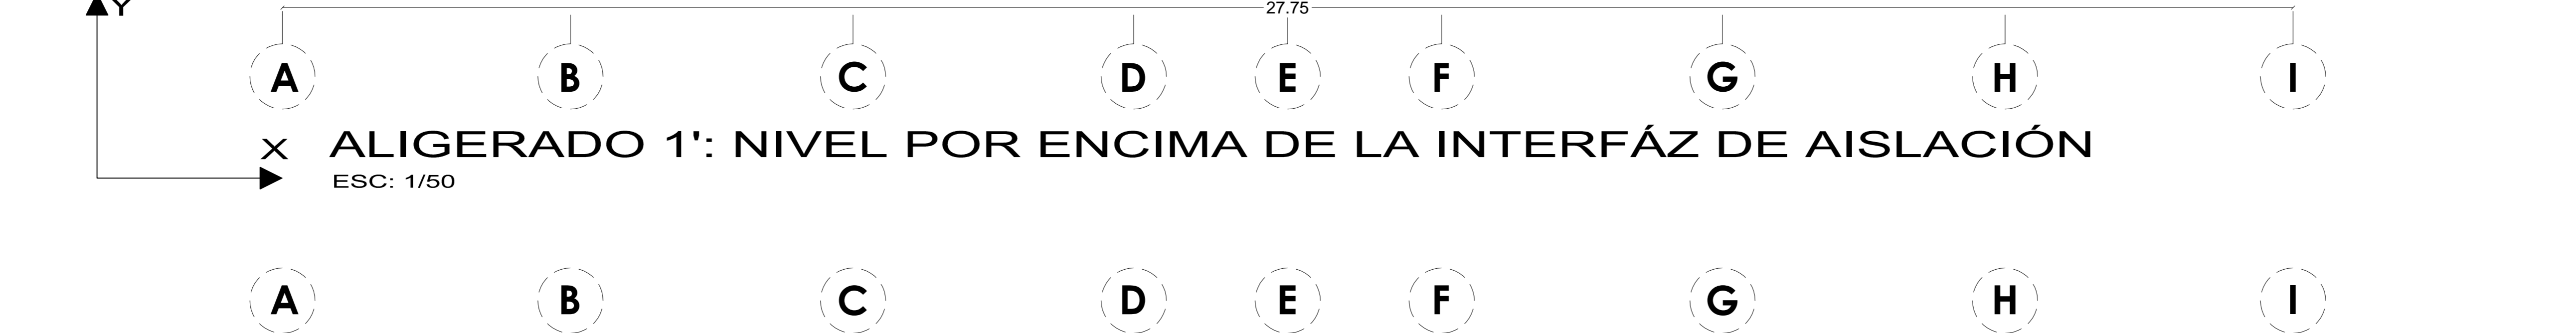 Y
27.75
A B C D E F G H I
X ALIGERADO 1': NIVEL POR ENCIMA DE LA INTERFÁZ DE AISLACIÓN
ESC: 1/50
A B C D E F G H I